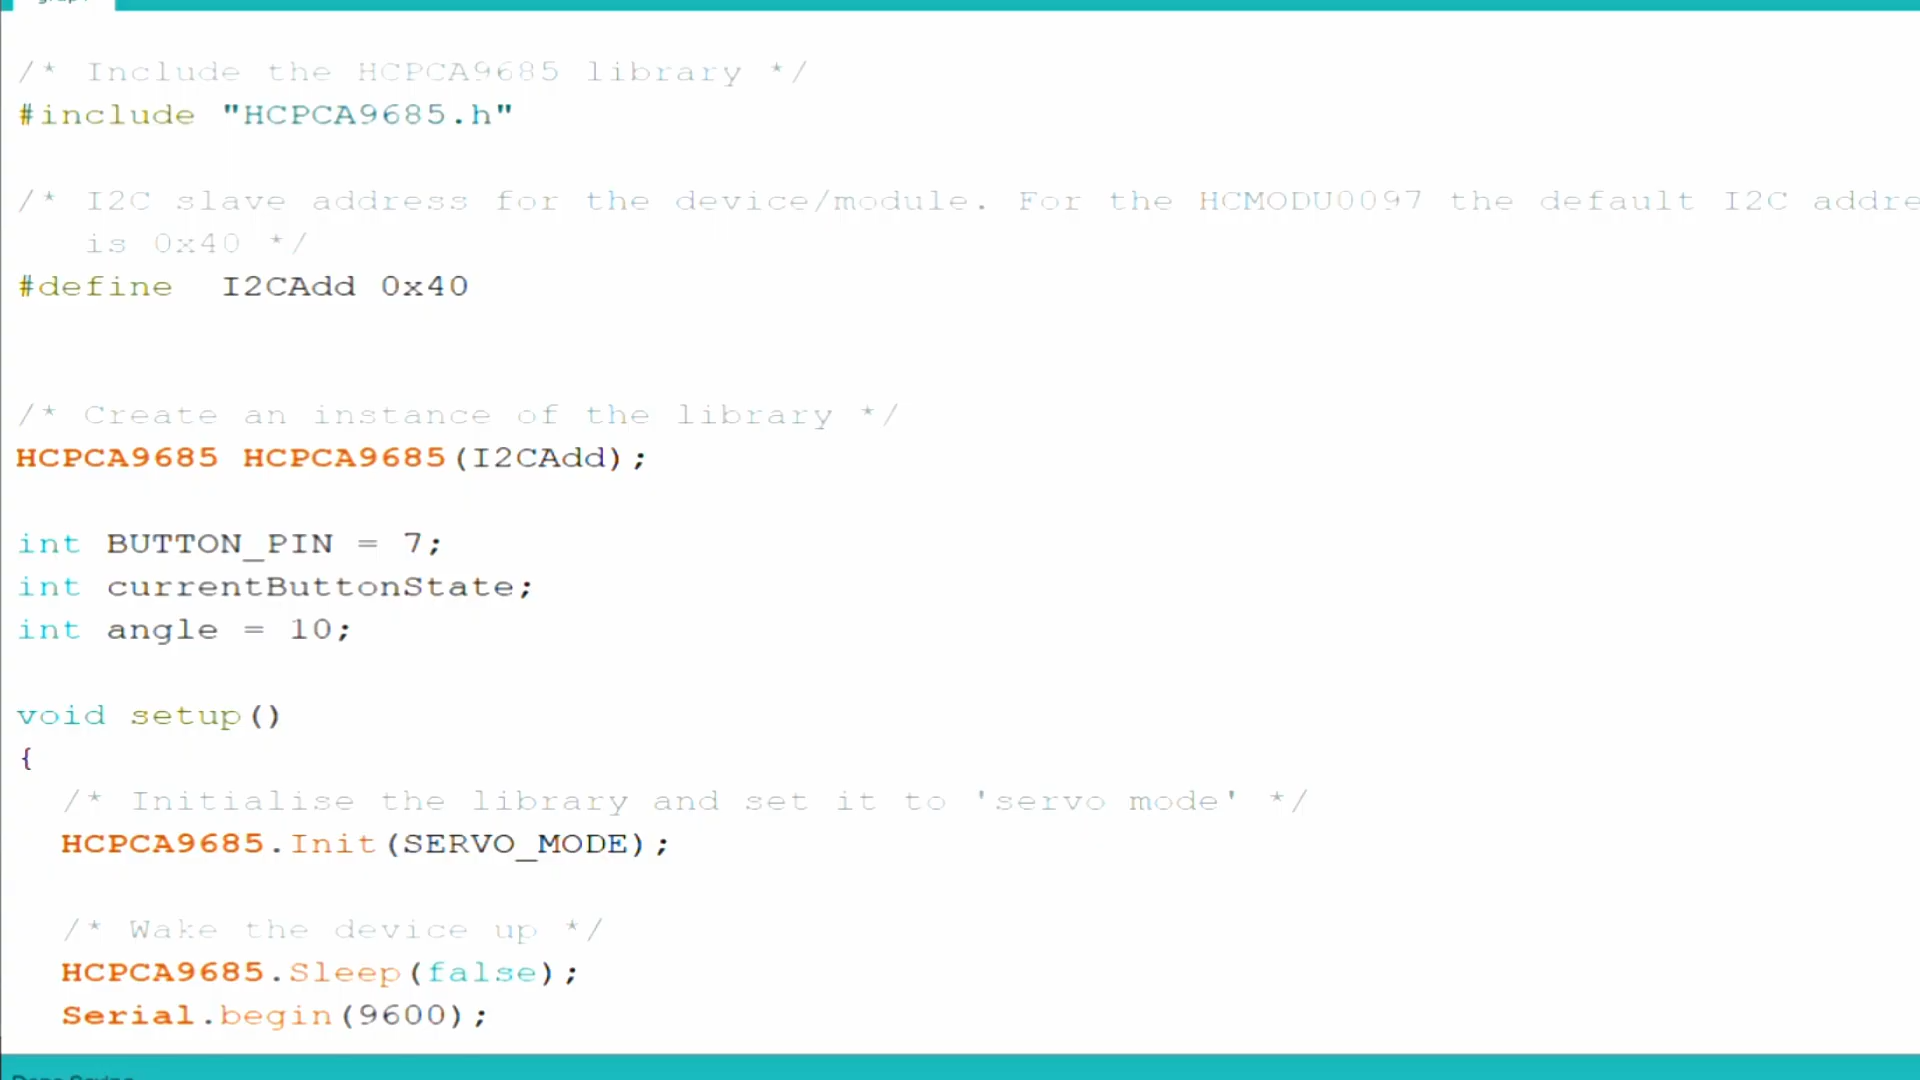 /* Include the HCPCA9685 library */
#include "HCPCA9685.h"
/* I2C slave address for the device/module. For the HCMODU0097 the default I2C addre
is 0x40 */
#define I2CAdd 0x40
/* Create an instance of the library */
HCPCA9685 HCPCA9685(I2CAdd);
int BUTTON_PIN = 7;
int currentButtonState;
int angle = 10;
void setup()
{
/* Initialise the library and set it to 'servo mode' */
HCPCA9685.Init(SERVO_MODE);
/* Wake the device up */
HCPCA9685.Sleep(false);
Serial.begin(9600);